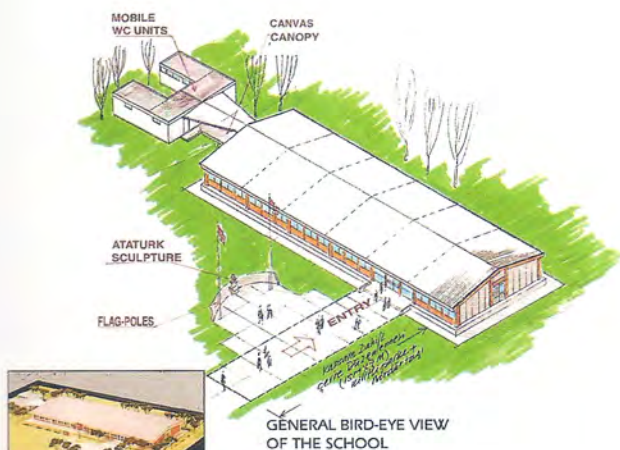 MOBILE
WC UNITS
CANVAS
CANOPY
ATATURK
SCULPTURE
FLAG-POLES
ENTRY
GENERAL BIRD-EYE VIEW
OF THE SCHOOL